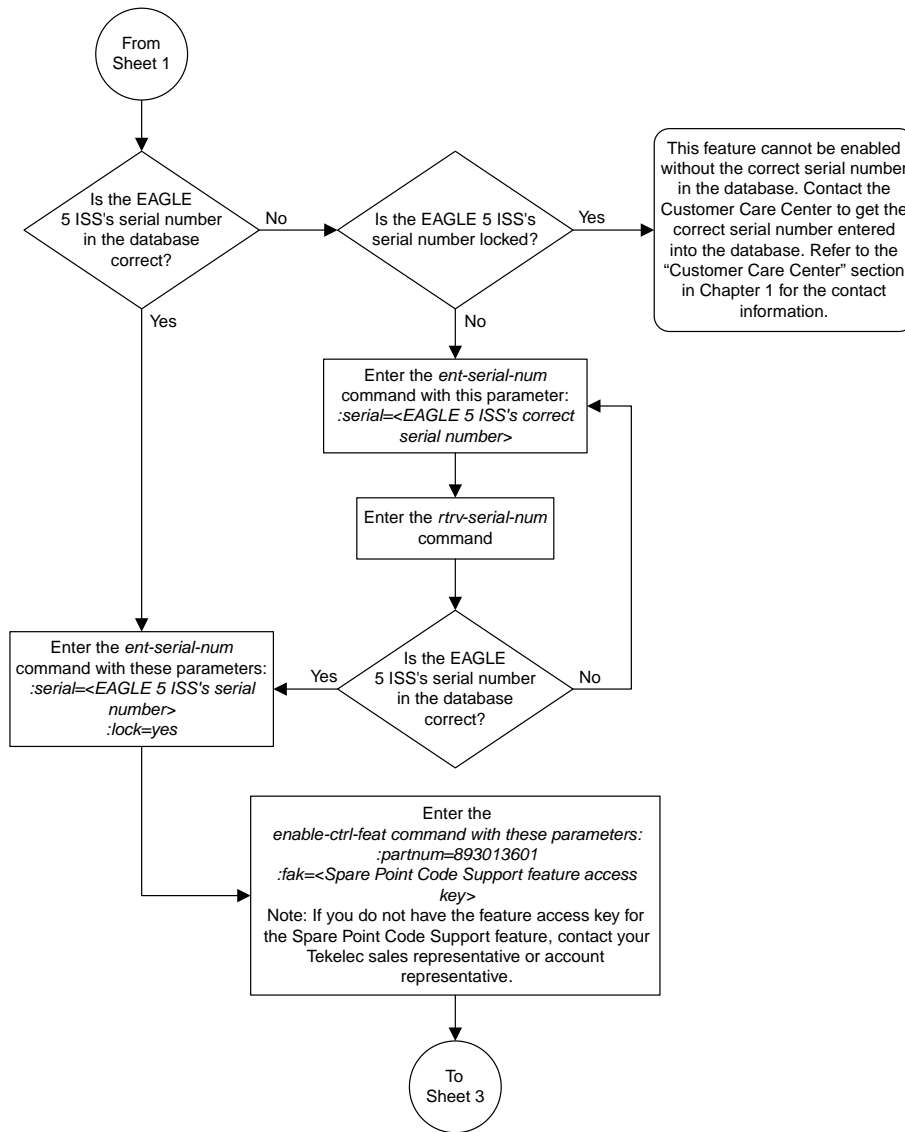 From
Sheet 1
Is the EAGLE
5 ISS's serial number
in the database
correct?
No
Yes
Is the EAGLE 5 ISS's
serial number locked?
Yes
No
This feature cannot be enabled
without the correct serial number
in the database. Contact the
Customer Care Center to get the
correct serial number entered
into the database. Refer to the
“Customer Care Center” section
in Chapter 1 for the contact
information.
Enter the ent-serial-num
command with this parameter:
:serial=<EAGLE 5 ISS's correct
serial number>
Enter the rtrv-serial-num
command
Is the EAGLE
5 ISS's serial number
in the database
correct?
Yes
No
Enter the ent-serial-num
command with these parameters:
:serial=<EAGLE 5 ISS's serial
number>
:lock=yes
Enter the
enable-ctrl-feat command with these parameters:
:partnum=893013601
:fak=<Spare Point Code Support feature access
key>
Note: If you do not have the feature access key for
the Spare Point Code Support feature, contact your
Tekelec sales representative or account
representative.
To
Sheet 3